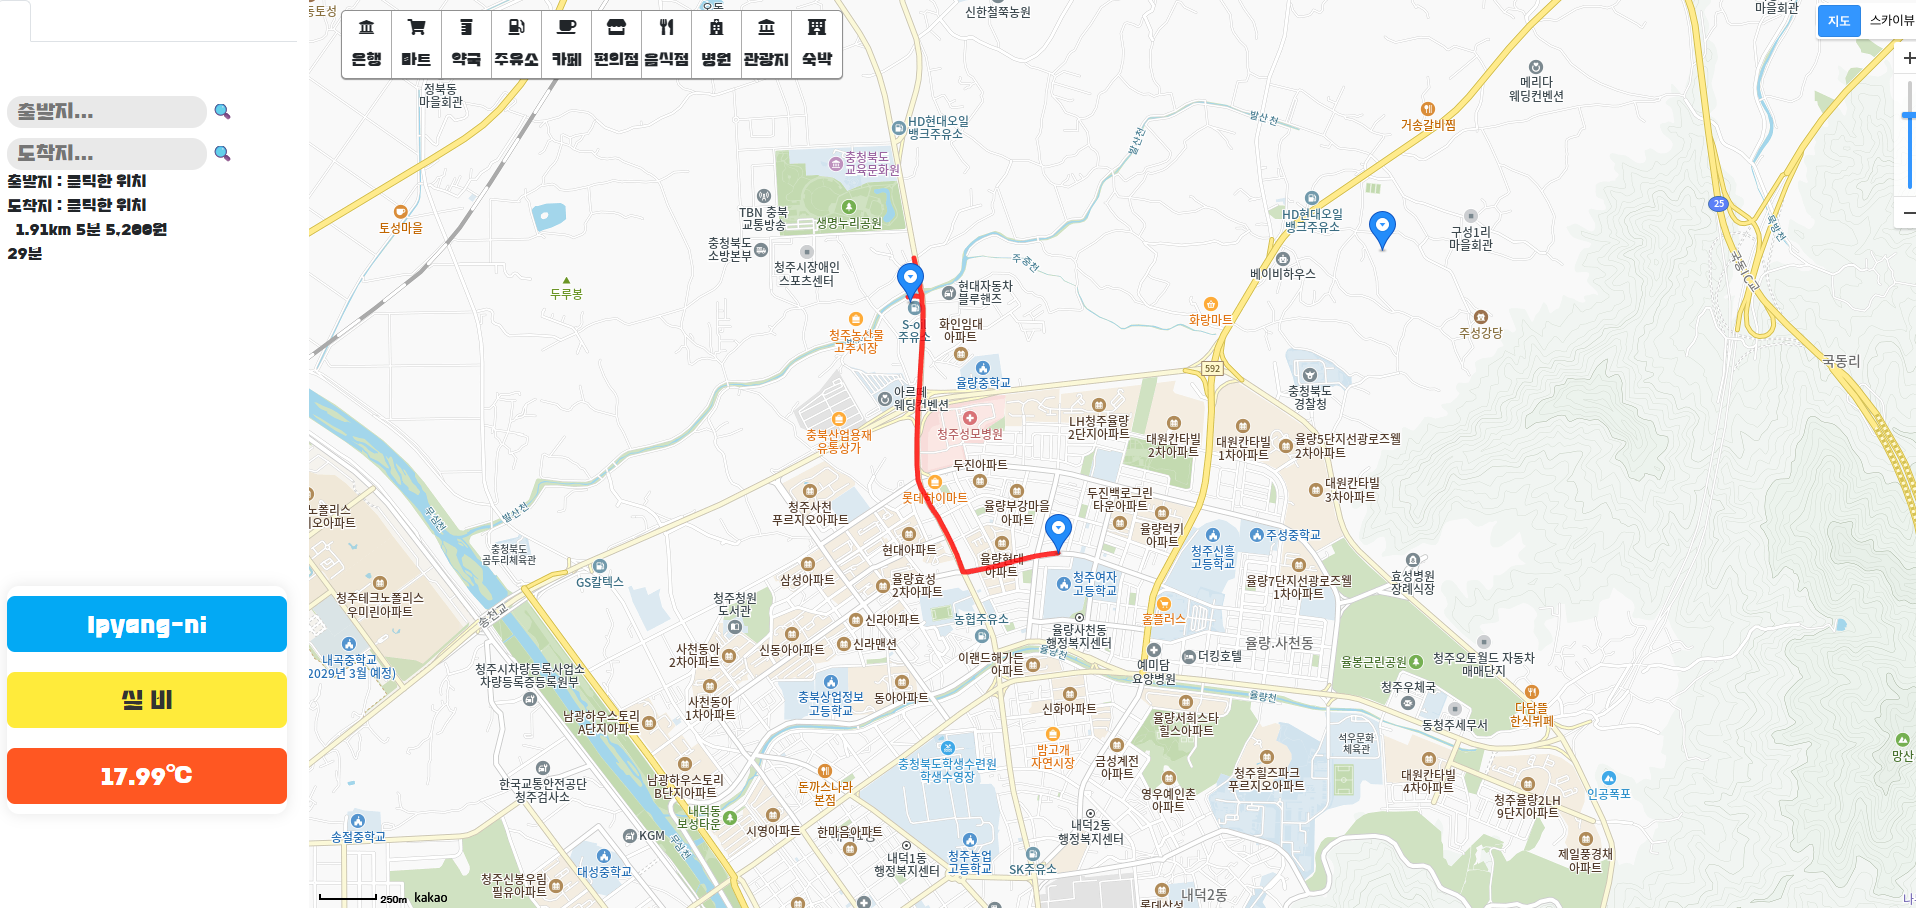 출발지...
도착지...
출발지 : 클릭한 위치
도착지 : 클릭한 위치
1.91km 5분 5,200원
29분
Ipyang-ni
실 비
17.99℃
은행
마트
약국
주유소
카페
편의점
음식점
병원
관광지
숙박
지도
스카이뷰
신한철쭉농원
마을회관
정북동
마을회관
메리다
웨딩컨벤션
거송갈비찜
HD현대오일
뱅크주유소
발산천
발산천
충청북도
교육문화원
TBN 충북
교통방송
생명누리공원
토성마을
HD현대오일
뱅크주유소
구성1리
마을회관
25
충청북도
소방본부
청주시장애인
스포츠센터
주중천
베이비하우스
국동IC교
두루봉
현대자동차
블루핸즈
화랑마트
주성강당
청주농산물
고추시장
주유소
화인임대
아파트
율량중학교
592
국동리
충청북도
경찰청
아르떼
웨딩컨벤션
충북산업용재
유통상가
청주성모병원
LH청주율량
2단지아파트
대원칸타빌
2차아파트
대원칸타빌
1차아파트
율량5단지선광로즈웰
2차아파트
두진아파트
롯데하이마트
청주사천
푸르지오아파트
율량부강마을
아파트
두진백로그린
타운아파트
대원칸타빌
3차아파트
무심천
발산천
현대아파트
율량럭키
아파트
청주신흥
고등학교
주성중학교
충청북도
곰두리체육관
GS칼텍스
삼성아파트
율량현대
아파트
율량효성
2차아파트
청주여자
고등학교
율량7단지선광로즈웰
1차아파트
효성병원
장례식장
청주테크노폴리스
우미린아파트
송천교
청주청원
도서관
신라아파트
농협주유소
홈플러스
율량사천동
행정복지센터
율량.사천동
내곡중학교
2029년 3월 예정)
사천동아
2차아파트
신동아아파트
신라맨션
이랜드해가든
아파트
율량천
예미담
요양병원
더킹호텔
율봉근린공원
청주오토월드 자동차
매매단지
청주시차량등록사업소
차량등록증등록원부
사천동아
1차아파트
충북상업정보
고등학교
동아아파트
신화아파트
율량서희스타
힐스아파트
율량천
청주우체국
동청주세무서
다담뜰
한식뷔페
남광하우스토리
A단지아파트
석우문화
체육관
밤고개
자연시장
금성계전
아파트
망산
한국교통안전공단
청주검사소
남광하우스토리
B단지아파트
돈까스나라
본점
충청북도학생수련원
학생수영장
영우예인촌
아파트
청주힐즈파크
푸르지오아파트
대원칸타빌
4차아파트
청주율량2LH
9단지아파트
인공폭포
송절중학교
KGM
무심천
내덕동
보성타운
시영아파트
한마음아파트
내덕1동
행정복지센터
청주농업
고등학교
내덕2동
행정복지센터
SK주유소
제일풍경채
아파트
대성중학교
청주신봉우림
필유아파트
내덕2동
250m
kakao